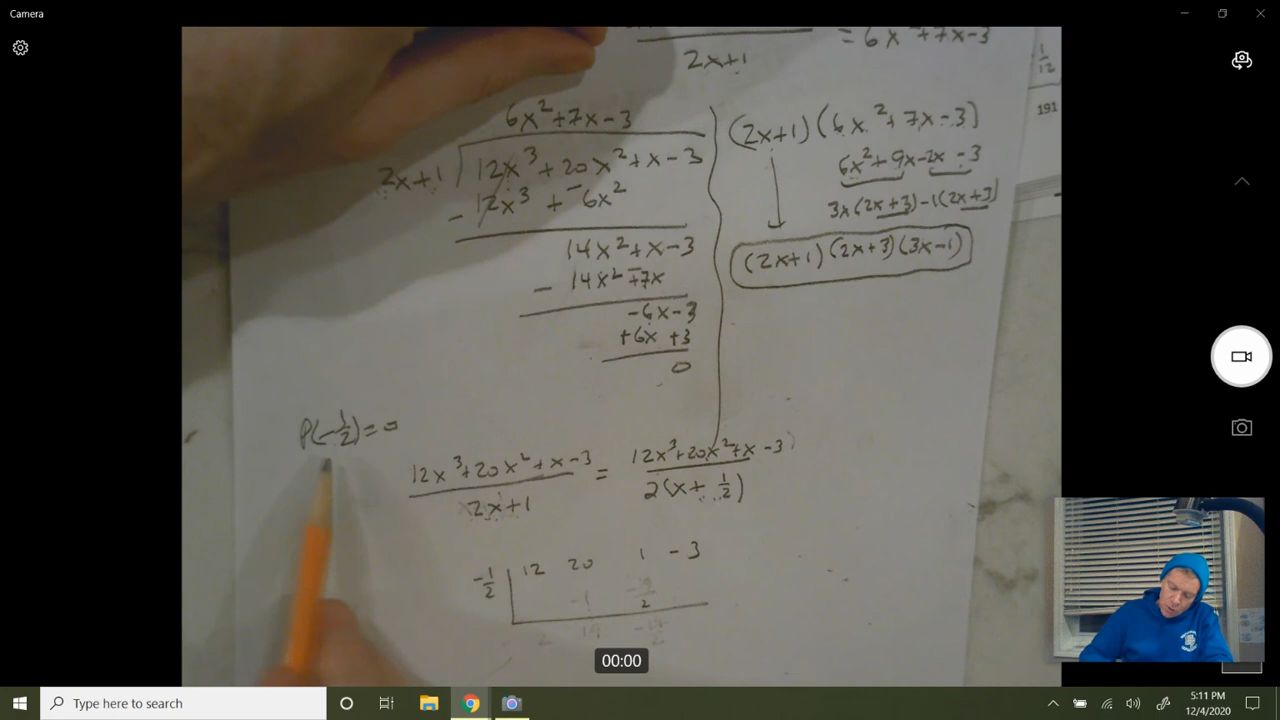 Camera
2x+1
= 6x²+7x-3
1/12
191
6x²+7x-3
2x+1 12x³+20x²+x-3
- 12x³ + 6x²
14x²+x-3
- 14x² +7x
-6x-3
+6x +3
0
(2x+1)(6x²+7x-3)
6x²+9x-2x-3
3x(2x+3)-1(2x+3)
(2x+1)(2x+3)(3x-1)
P(-1/2)=0
12x³+20x²+x-3 = 12x³+20x²+x-3
2x+1 2(x+1/2)
-1/2 12 20 1 -3
00:00
Type here to search
5:11 PM
12/4/2020